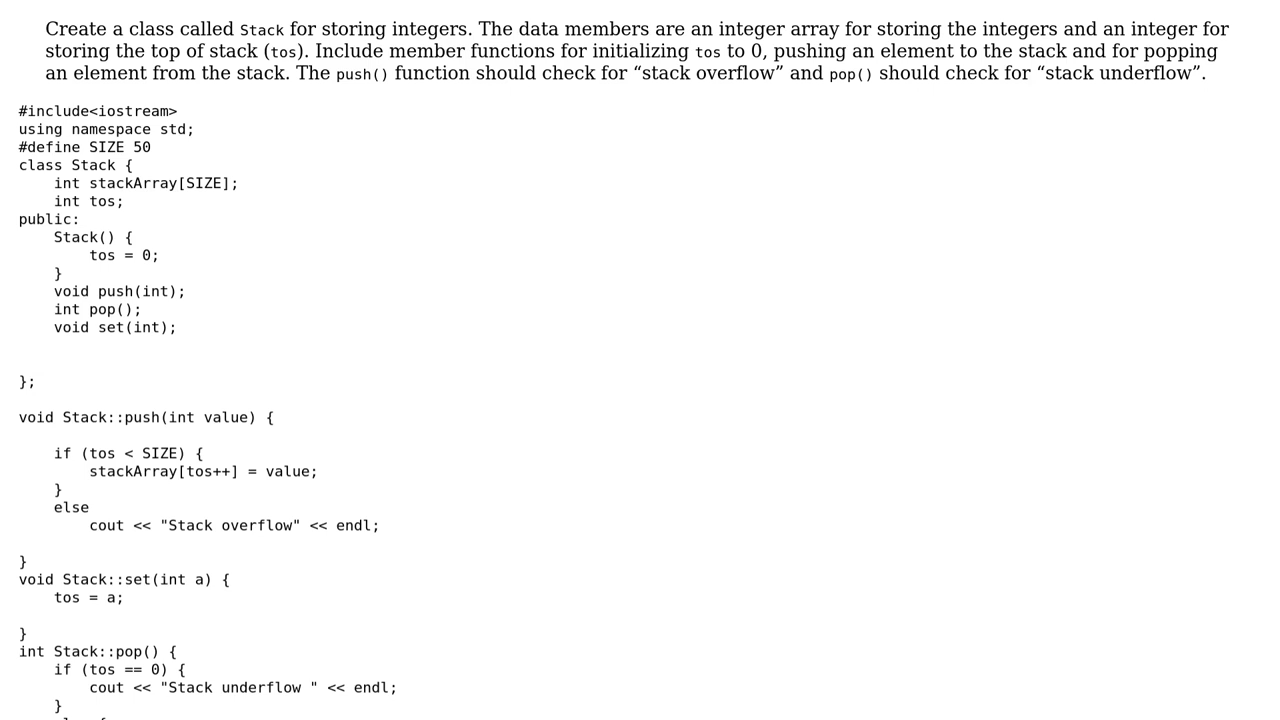 Create a class called Stack for storing integers. The data members are an integer array for storing the integers and an integer for
storing the top of stack (tos). Include member functions for initializing tos to 0, pushing an element to the stack and for popping
an element from the stack. The push() function should check for “stack overflow” and pop() should check for “stack underflow”.
#include<iostream>
using namespace std;
#define SIZE 50
class Stack {
    int stackArray[SIZE];
    int tos;
public:
    Stack() {
        tos = 0;
    }
    void push(int);
    int pop();
    void set(int);
};
void Stack::push(int value) {
    if (tos < SIZE) {
        stackArray[tos++] = value;
    }
    else
        cout << "Stack overflow" << endl;
}
void Stack::set(int a) {
    tos = a;
}
int Stack::pop() {
    if (tos == 0) {
        cout << "Stack underflow " << endl;
    }